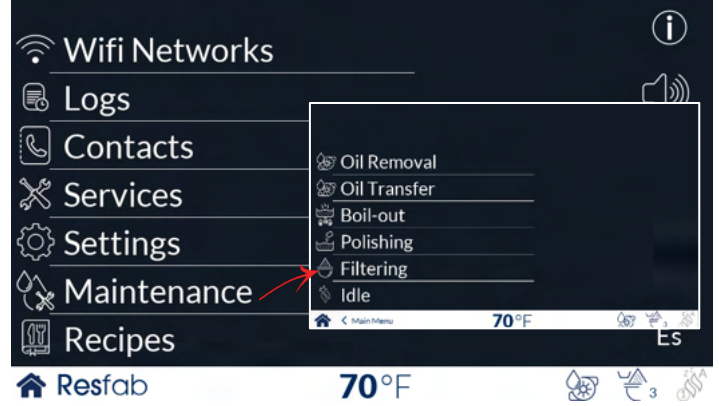 Wifi Networks
Logs
Contacts
Services
Settings
Maintenance
Recipes
Oil Removal
Oil Transfer
Boil-out
Polishing
Filtering
Idle
< Main Menu 70°F 3
Es
Resfab 70°F 3